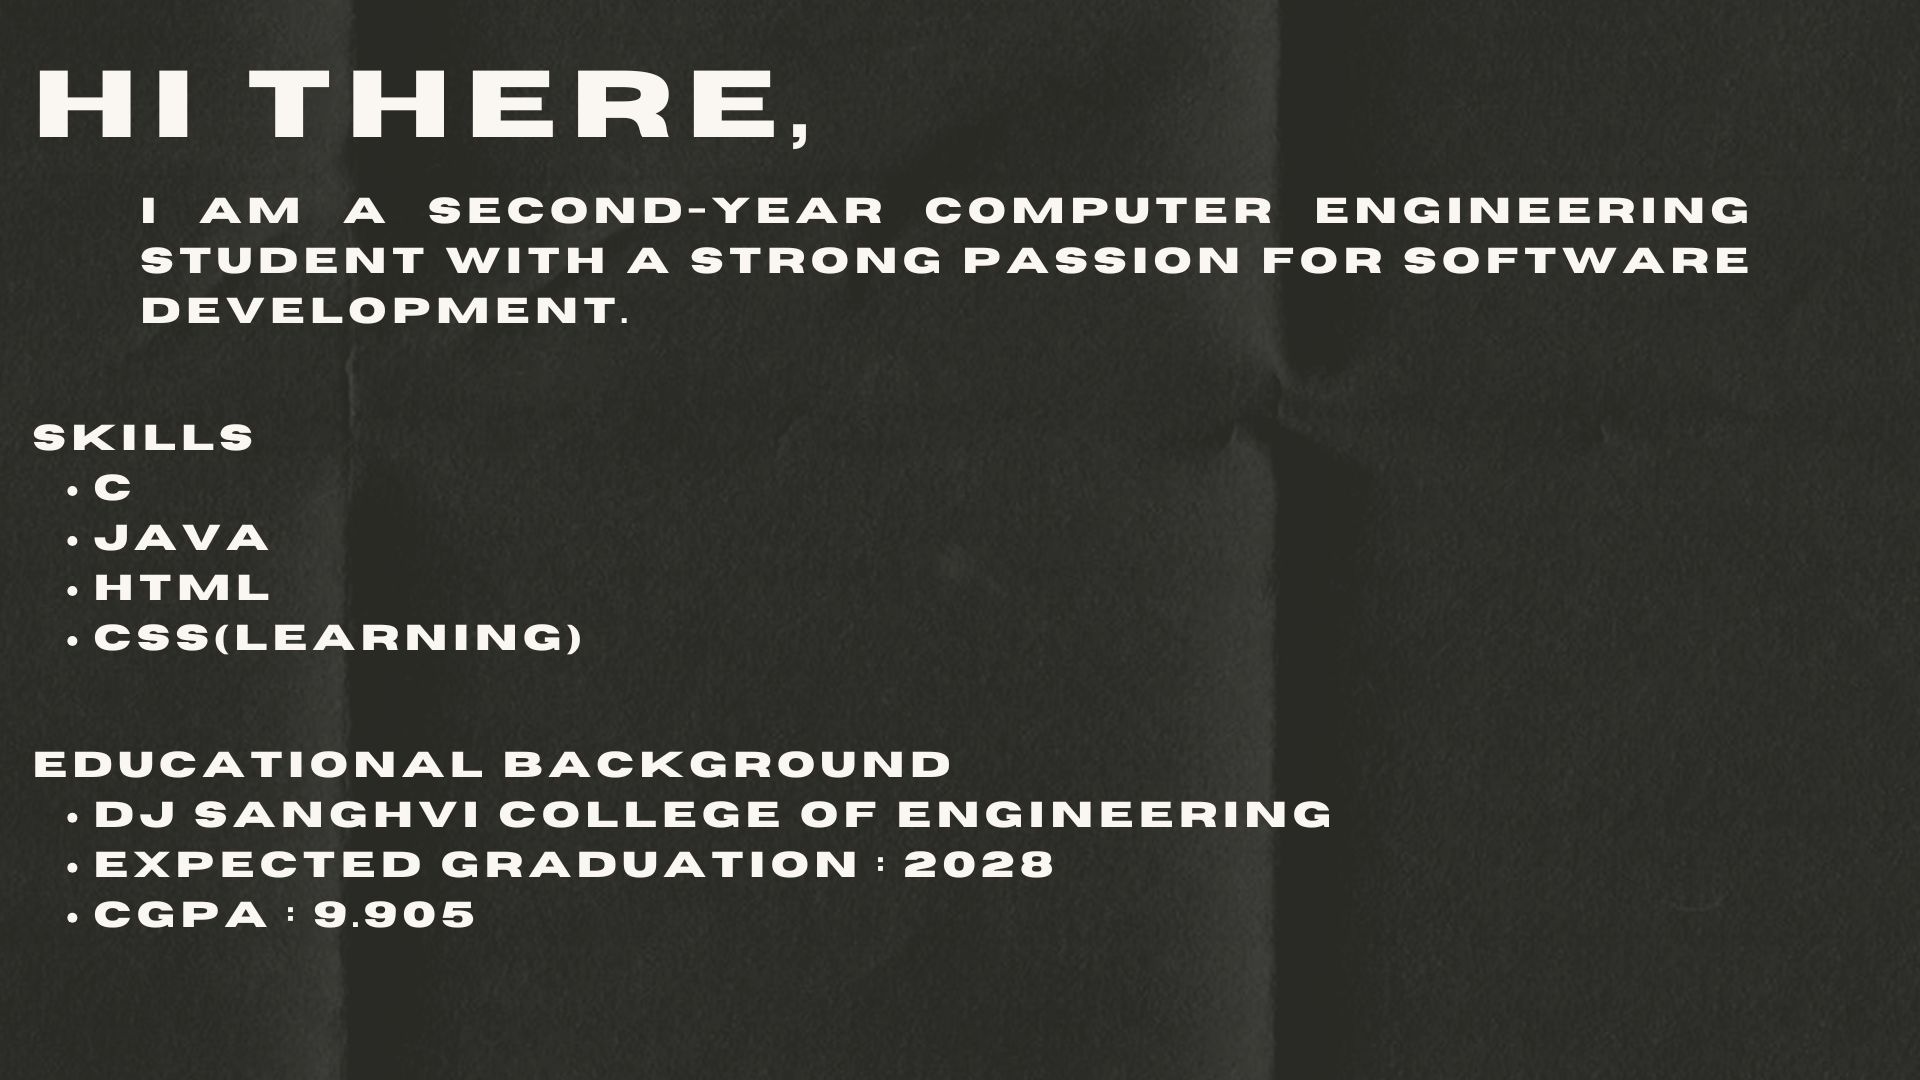 HI THERE,
I AM A SECOND-YEAR COMPUTER ENGINEERING
STUDENT WITH A STRONG PASSION FOR SOFTWARE
DEVELOPMENT.
SKILLS
• C
• JAVA
• HTML
• CSS(LEARNING)
EDUCATIONAL BACKGROUND
• DJ SANGHVI COLLEGE OF ENGINEERING
• EXPECTED GRADUATION : 2028
• CGPA : 9.905